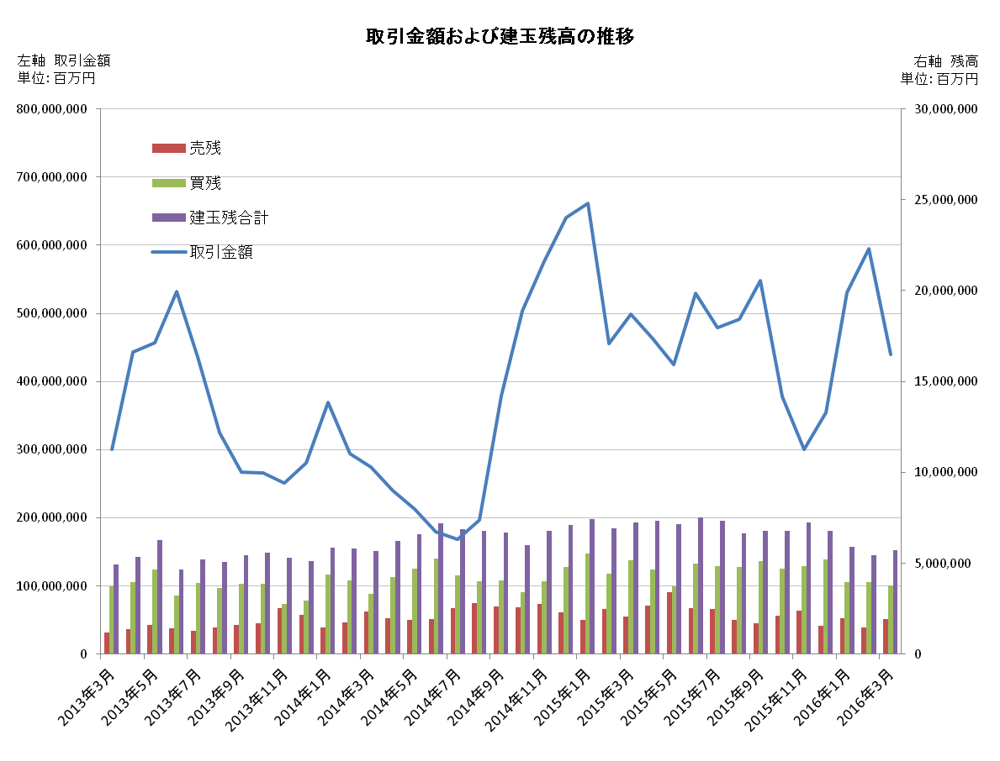 取引金額および建玉残高の推移
左軸 取引金額
単位:百万円
右軸 残高
単位:百万円
800,000,000
700,000,000
600,000,000
500,000,000
400,000,000
300,000,000
200,000,000
100,000,000
0
30,000,000
25,000,000
20,000,000
15,000,000
10,000,000
5,000,000
0
売残
買残
建玉残合計
取引金額
2013年3月
2013年5月
2013年7月
2013年9月
2013年11月
2014年1月
2014年3月
2014年5月
2014年7月
2014年9月
2014年11月
2015年1月
2015年3月
2015年5月
2015年7月
2015年9月
2015年11月
2016年1月
2016年3月